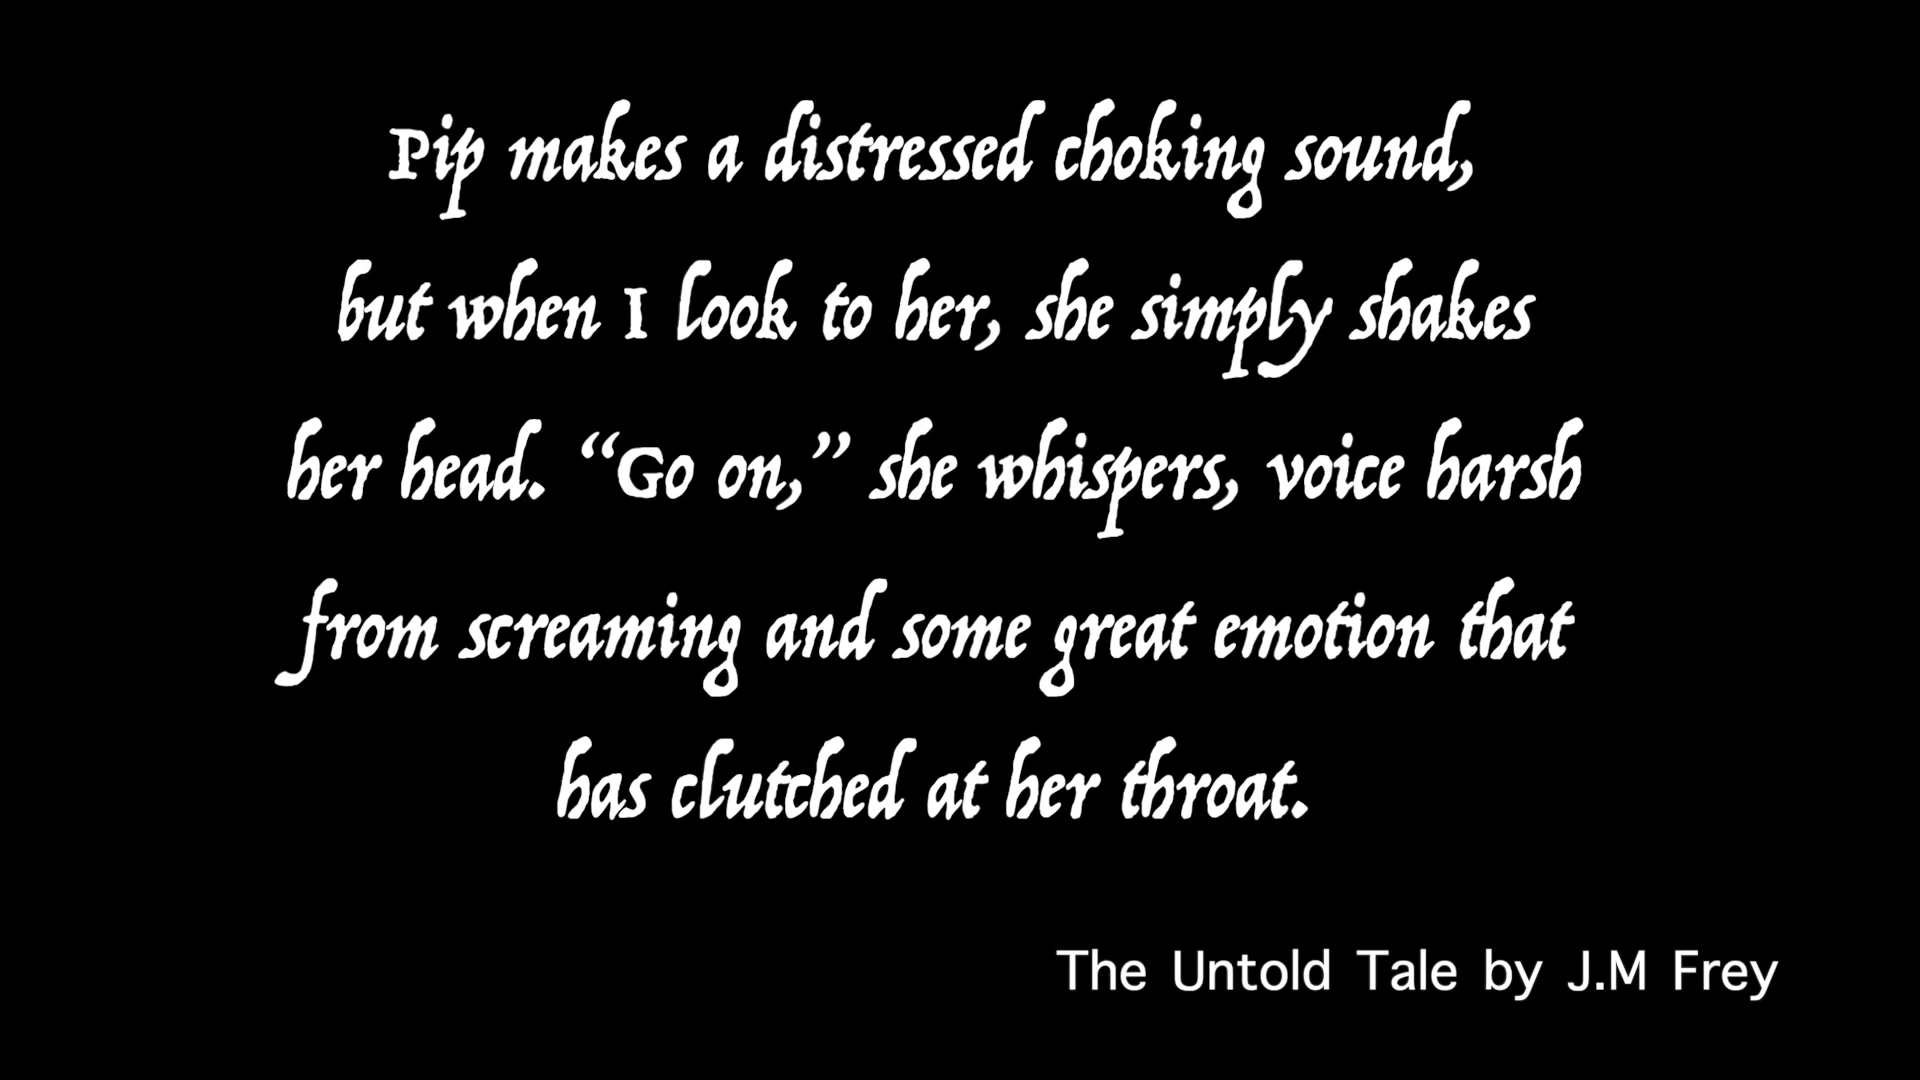 Pip makes a distressed choking sound,
but when I look to her, she simply shakes
her head. “Go on,” she whispers, voice harsh
from screaming and some great emotion that
has clutched at her throat.
The Untold Tale by J.M Frey